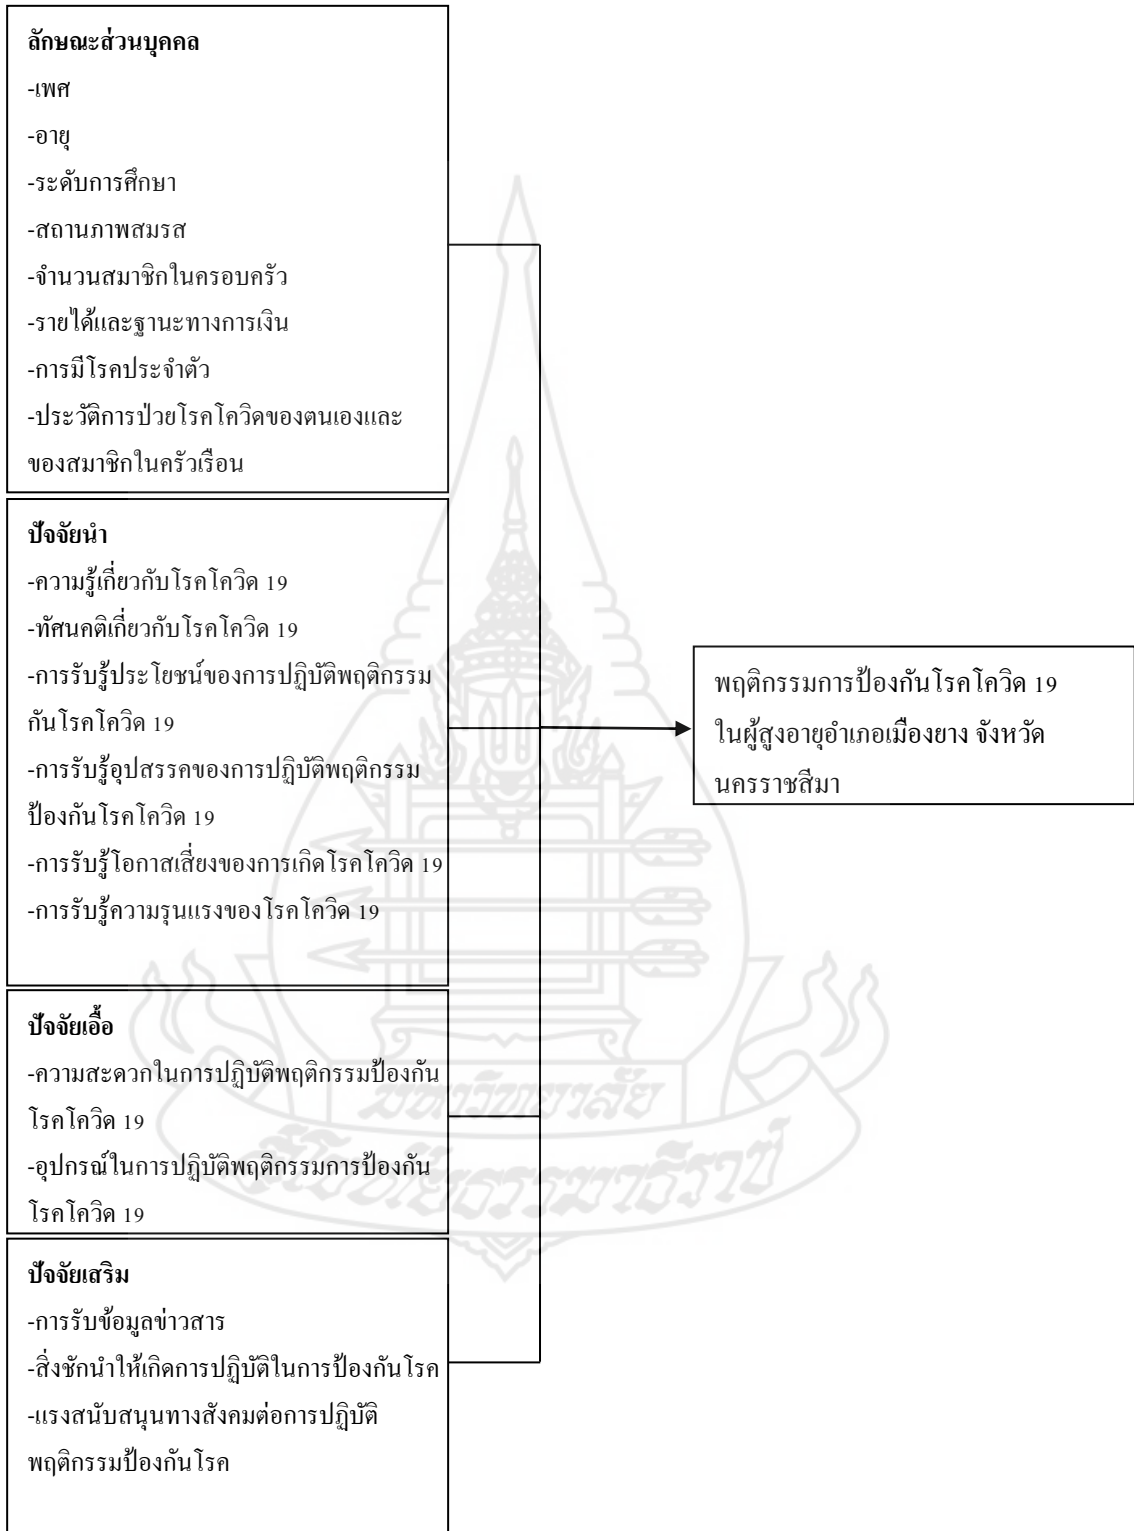 ลักษณะส่วนบุคคล
-เพศ
-อายุ
-ระดับการศึกษา
-สถานภาพสมรส
-จำนวนสมาชิกในครอบครัว
-รายได้และฐานะทางการเงิน
-การมีโรคประจำตัว
-ประวัติการป่วยโรคโควิดของตนเองและ
ของสมาชิกในครัวเรือน
ปัจจัยนำ
-ความรู้เกี่ยวกับโรคโควิด 19
-ทัศนคติเกี่ยวกับโรคโควิด 19
-การรับรู้ประโยชน์ของการปฏิบัติพฤติกรรม
กันโรคโควิด 19
-การรับรู้อุปสรรคของการปฏิบัติพฤติกรรม
ป้องกันโรคโควิด 19
-การรับรู้โอกาสเสี่ยงของการเกิดโรคโควิด 19
-การรับรู้ความรุนแรงของโรคโควิด 19
ปัจจัยเอื้อ
-ความสะดวกในการปฏิบัติพฤติกรรมป้องกัน
โรคโควิด 19
-อุปกรณ์ในการปฏิบัติพฤติกรรมการป้องกัน
โรคโควิด 19
ปัจจัยเสริม
-การรับข้อมูลข่าวสาร
-สิ่งชักนำให้เกิดการปฏิบัติในการป้องกันโรค
-แรงสนับสนุนทางสังคมต่อการปฏิบัติ
พฤติกรรมป้องกันโรค
พฤติกรรมการป้องกันโรคโควิด 19
ในผู้สูงอายุอำเภอเมืองยาง จังหวัด
นครราชสีมา
มหาวิทยาลัย
สุโขทัยธรรมาธิราช